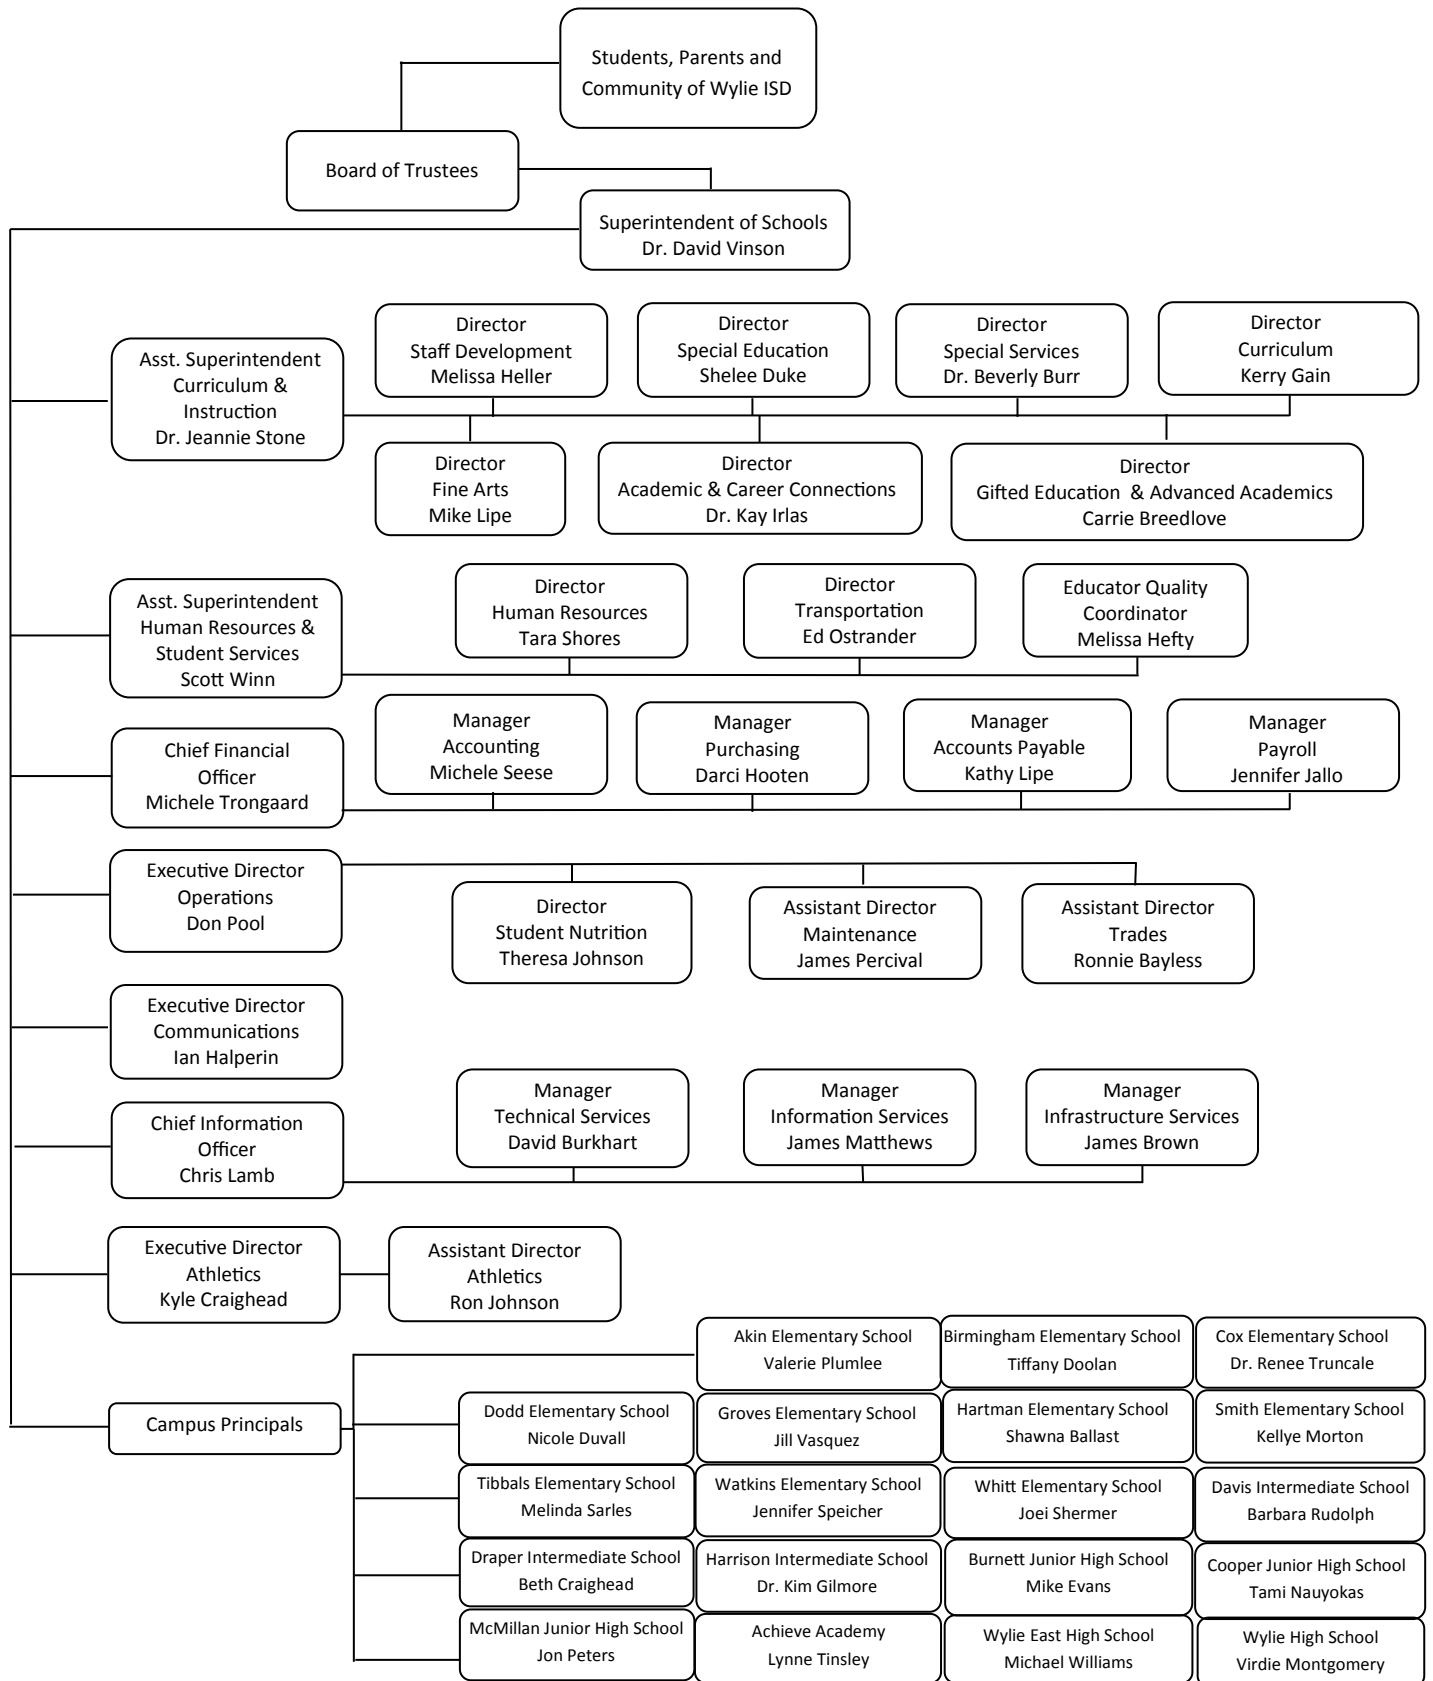 Students, Parents and
Community of Wylie ISD
Board of Trustees
Superintendent of Schools
Dr. David Vinson
Asst. Superintendent
Curriculum &
Instruction
Dr. Jeannie Stone
Director
Staff Development
Melissa Heller
Director
Special Education
Shelee Duke
Director
Special Services
Dr. Beverly Burr
Director
Curriculum
Kerry Gain
Director
Fine Arts
Mike Lipe
Director
Academic & Career Connections
Dr. Kay Irlas
Director
Gifted Education & Advanced Academics
Carrie Breedlove
Asst. Superintendent
Human Resources &
Student Services
Scott Winn
Director
Human Resources
Tara Shores
Director
Transportation
Ed Ostrander
Educator Quality
Coordinator
Melissa Hefty
Chief Financial
Officer
Michele Trongaard
Manager
Accounting
Michele Seese
Manager
Purchasing
Darci Hooten
Manager
Accounts Payable
Kathy Lipe
Manager
Payroll
Jennifer Jallo
Executive Director
Operations
Don Pool
Director
Student Nutrition
Theresa Johnson
Assistant Director
Maintenance
James Percival
Assistant Director
Trades
Ronnie Bayless
Executive Director
Communications
Ian Halperin
Chief Information
Officer
Chris Lamb
Manager
Technical Services
David Burkhart
Manager
Information Services
James Matthews
Manager
Infrastructure Services
James Brown
Executive Director
Athletics
Kyle Craighead
Assistant Director
Athletics
Ron Johnson
Campus Principals
Akin Elementary School
Valerie Plumlee
Birmingham Elementary School
Tiffany Doolan
Cox Elementary School
Dr. Renee Truncale
Dodd Elementary School
Nicole Duvall
Groves Elementary School
Jill Vasquez
Hartman Elementary School
Shawna Ballast
Smith Elementary School
Kellye Morton
Tibbals Elementary School
Melinda Sarles
Watkins Elementary School
Jennifer Speicher
Whitt Elementary School
Joei Shermer
Davis Intermediate School
Barbara Rudolph
Draper Intermediate School
Beth Craighead
Harrison Intermediate School
Dr. Kim Gilmore
Burnett Junior High School
Mike Evans
Cooper Junior High School
Tami Nauyokas
McMillan Junior High School
Jon Peters
Achieve Academy
Lynne Tinsley
Wylie East High School
Michael Williams
Wylie High School
Virdie Montgomery